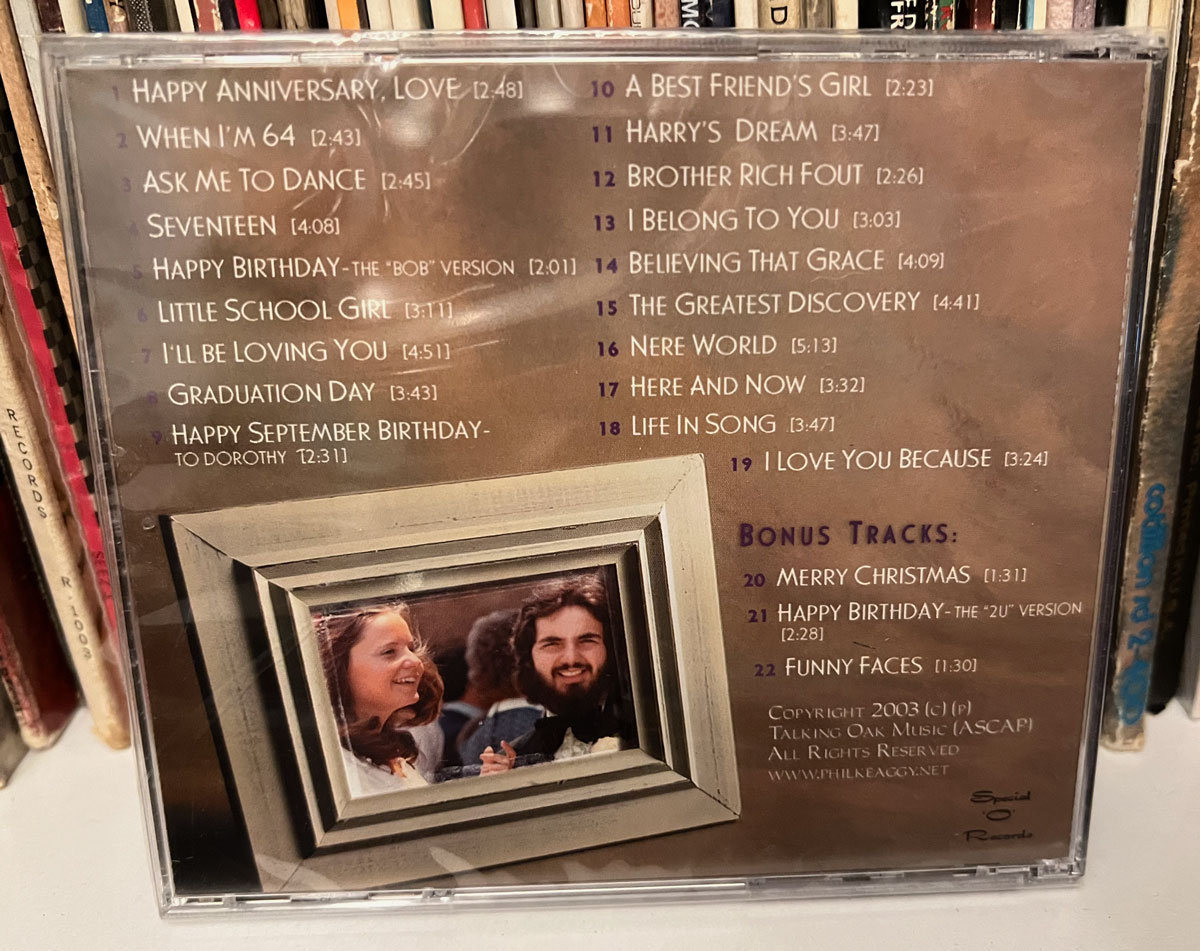 1 HAPPY ANNIVERSARY, LOVE [2:48]
2 WHEN I'M 64 [2:43]
3 ASK ME TO DANCE [2:45]
4 SEVENTEEN [4:08]
5 HAPPY BIRTHDAY-THE "BOB" VERSION [2:01]
6 LITTLE SCHOOL GIRL [3:11]
7 I'LL BE LOVING YOU [4:51]
8 GRADUATION DAY [3:43]
9 HAPPY SEPTEMBER BIRTHDAY-
TO DOROTHY [2:31]
10 A BEST FRIEND'S GIRL [2:23]
11 HARRY'S DREAM [3:47]
12 BROTHER RICH FOUT [2:26]
13 I BELONG TO YOU [3:03]
14 BELIEVING THAT GRACE [4:09]
15 THE GREATEST DISCOVERY [4:41]
16 NERE WORLD [5:13]
17 HERE AND NOW [3:32]
18 LIFE IN SONG [3:47]
19 I LOVE YOU BECAUSE [3:24]
BONUS TRACKS:
20 MERRY CHRISTMAS [1:31]
21 HAPPY BIRTHDAY-THE "2U" VERSION
[2:28]
22 FUNNY FACES [1:30]
COPYRIGHT 2003 (C) (P)
TALKING OAK MUSIC (ASCAP)
ALL RIGHTS RESERVED
WWW.PHILKEAGGY.NET
Special
"O"
Records
RECORDS R-1003
cotillion sd 2-400